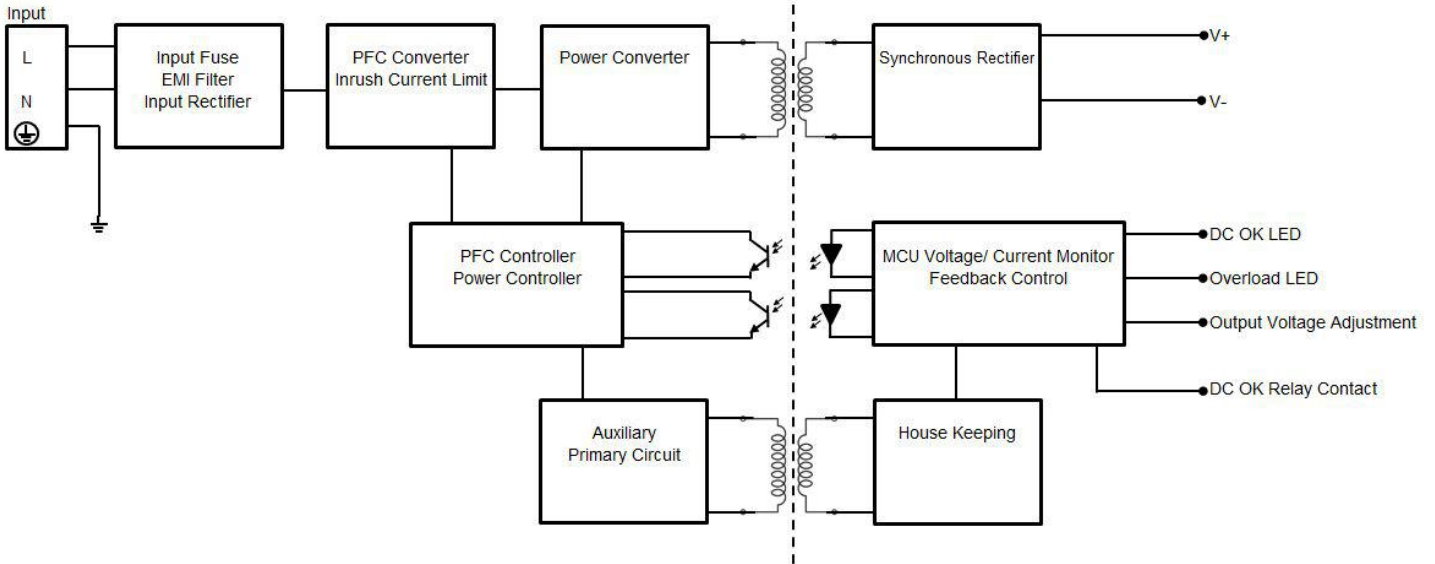 Input
L
N
Input Fuse
EMI Filter
Input Rectifier
PFC Converter
Inrush Current Limit
Power Converter
Synchronous Rectifier
V+
V-
PFC Controller
Power Controller
MCU Voltage/ Current Monitor
Feedback Control
DC OK LED
Overload LED
Output Voltage Adjustment
DC OK Relay Contact
Auxiliary
Primary Circuit
House Keeping